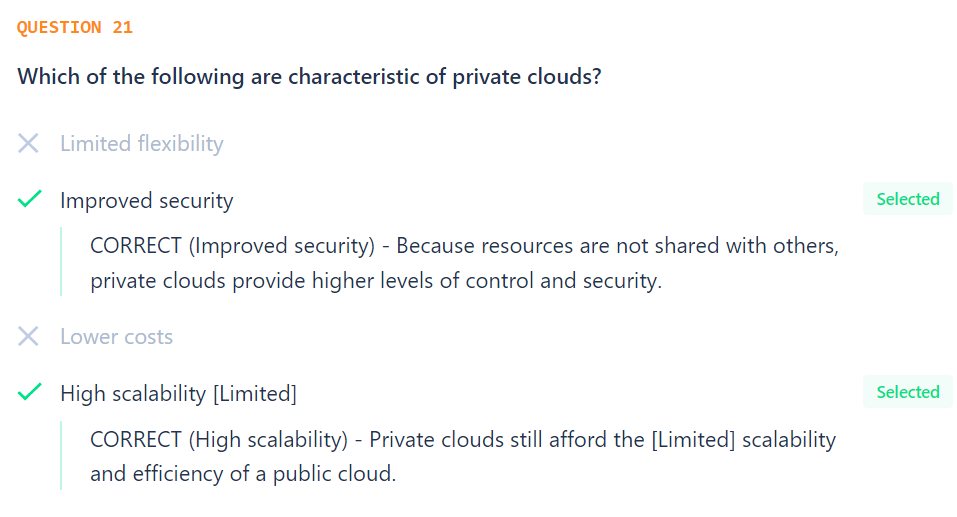 QUESTION 21
Which of the following are characteristic of private clouds?
Limited flexibility
Improved security
Selected
CORRECT (Improved security) - Because resources are not shared with others,
private clouds provide higher levels of control and security.
Lower costs
High scalability [Limited]
Selected
CORRECT (High scalability) - Private clouds still afford the [Limited] scalability
and efficiency of a public cloud.